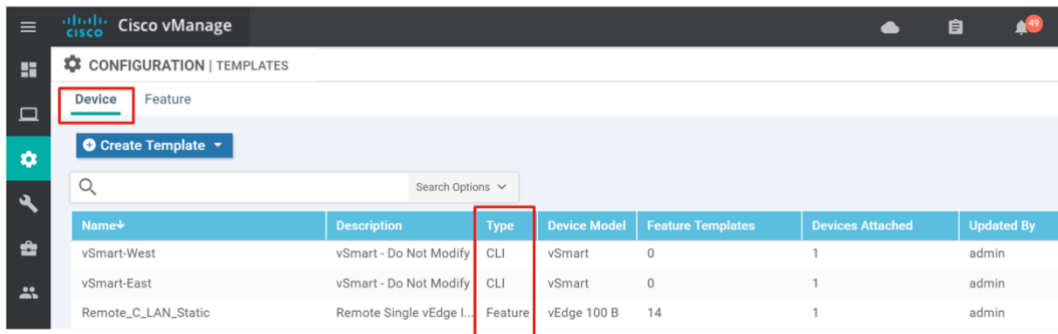 cisco Cisco vManage 49
CONFIGURATION | TEMPLATES
Device Feature
Create Template
Search Options
Name Description Type Device Model Feature Templates Devices Attached Updated By
vSmart-West vSmart - Do Not Modify CLI vSmart 0 1 admin
vSmart-East vSmart - Do Not Modify CLI vSmart 0 1 admin
Remote_C_LAN_Static Remote Single vEdge I... Feature vEdge 100 B 14 1 admin